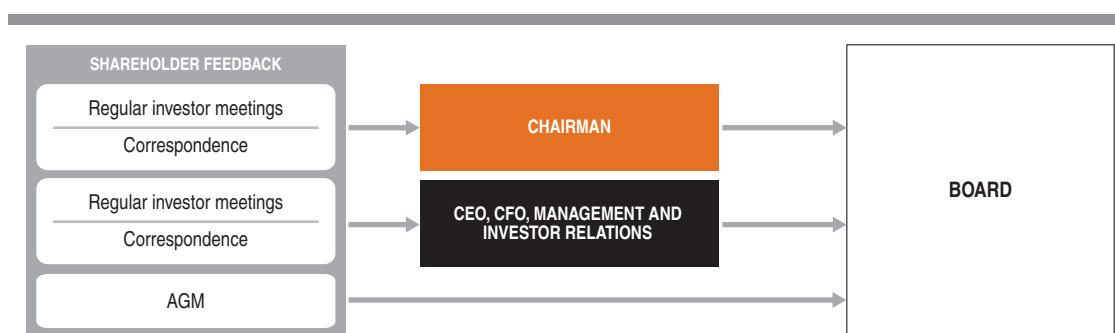 SHAREHOLDER FEEDBACK
Regular investor meetings
Correspondence
CHAIRMAN
Regular investor meetings
Correspondence
CEO, CFO, MANAGEMENT AND
INVESTOR RELATIONS
AGM
BOARD